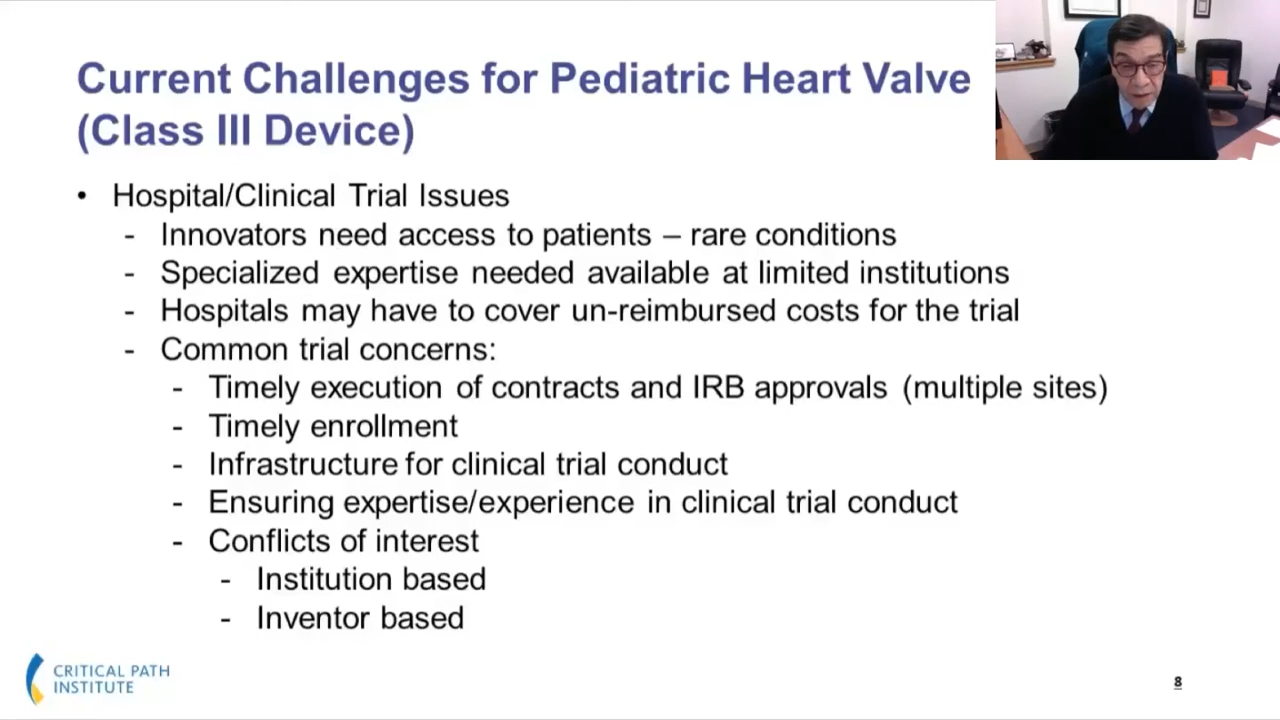 Current Challenges for Pediatric Heart Valve
(Class III Device)
• Hospital/Clinical Trial Issues
- Innovators need access to patients – rare conditions
- Specialized expertise needed available at limited institutions
- Hospitals may have to cover un-reimbursed costs for the trial
- Common trial concerns:
- Timely execution of contracts and IRB approvals (multiple sites)
- Timely enrollment
- Infrastructure for clinical trial conduct
- Ensuring expertise/experience in clinical trial conduct
- Conflicts of interest
- Institution based
- Inventor based
CRITICAL PATH
INSTITUTE
8